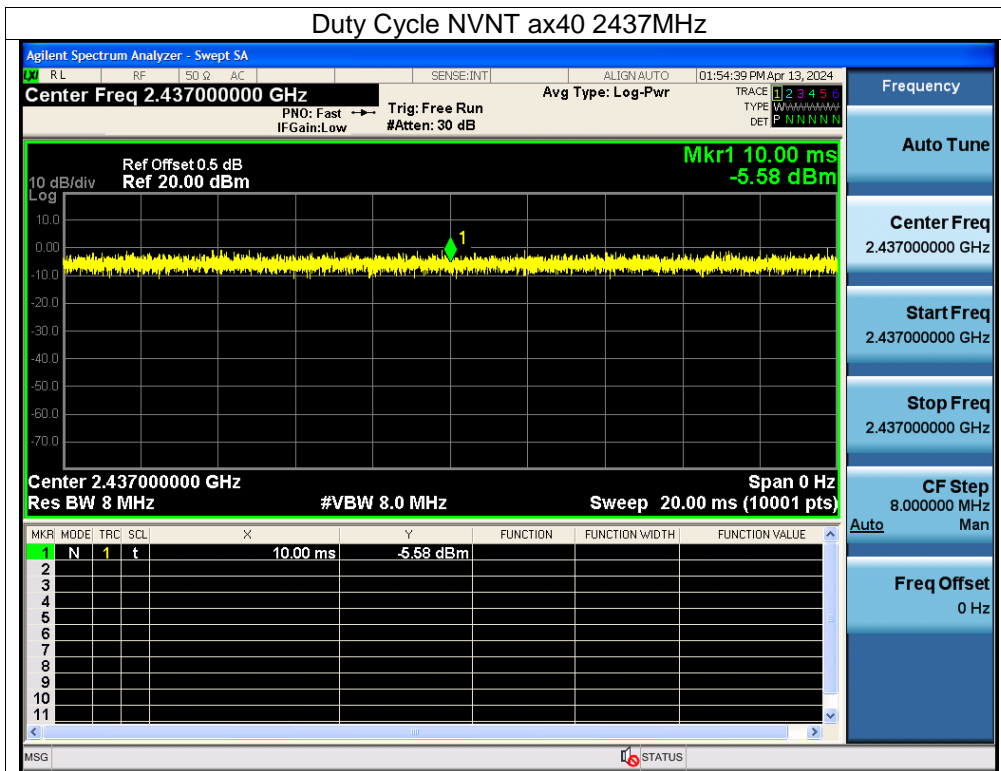 Duty Cycle NVNT ax40 2437MHz
Agilent Spectrum Analyzer - Swept SA
LXI RL RF 50 Ω AC SENSE:INT ALIGN AUTO 01:54:39 PM Apr 13, 2024
Center Freq 2.437000000 GHz Avg Type: Log-Pwr TRACE 1 2 3 4 5 6
PNO: Fast Trig: Free Run TYPE WWWWWW
IFGain:Low #Atten: 30 dB DET P N N N N N
Ref Offset 0.5 dB Mkr1 10.00 ms
10 dB/div Ref 20.00 dBm -5.58 dBm
Log
10.0
0.00
-10.0
-20.0
-30.0
-40.0
-50.0
-60.0
-70.0
1
Center 2.437000000 GHz Span 0 Hz
Res BW 8 MHz #VBW 8.0 MHz Sweep 20.00 ms (10001 pts)
MKR MODE TRC SCL X Y FUNCTION FUNCTION WIDTH FUNCTION VALUE
1 N 1 t 10.00 ms -5.58 dBm
2
3
4
5
6
7
8
9
10
11
MSG STATUS
Frequency
Auto Tune
Center Freq
2.437000000 GHz
Start Freq
2.437000000 GHz
Stop Freq
2.437000000 GHz
CF Step
8.000000 MHz
Auto Man
Freq Offset
0 Hz